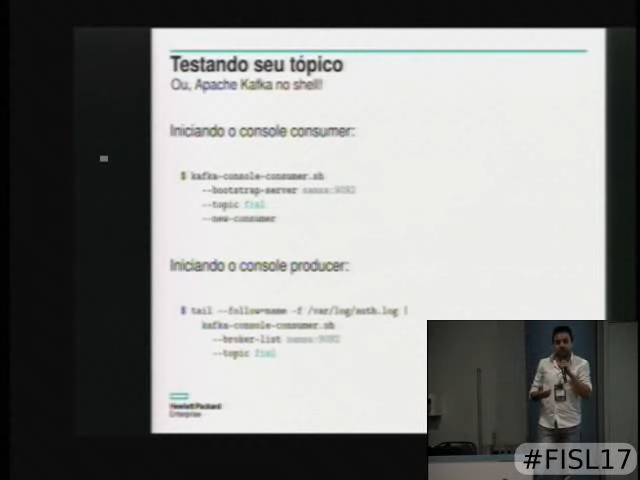 Testando seu tópico
Ou, Apache Kafka no shell!
Iniciando o console consumer:
$ kafka-console-consumer.sh
--bootstrap-server :9092
--topic fisl
--new-consumer
Iniciando o console producer:
$ tail --follow=name -f /var/log/auth.log |
kafka-console-consumer.sh
--broker-list :9092
--topic fisl
Hewlett Packard
Enterprise
#FISL17